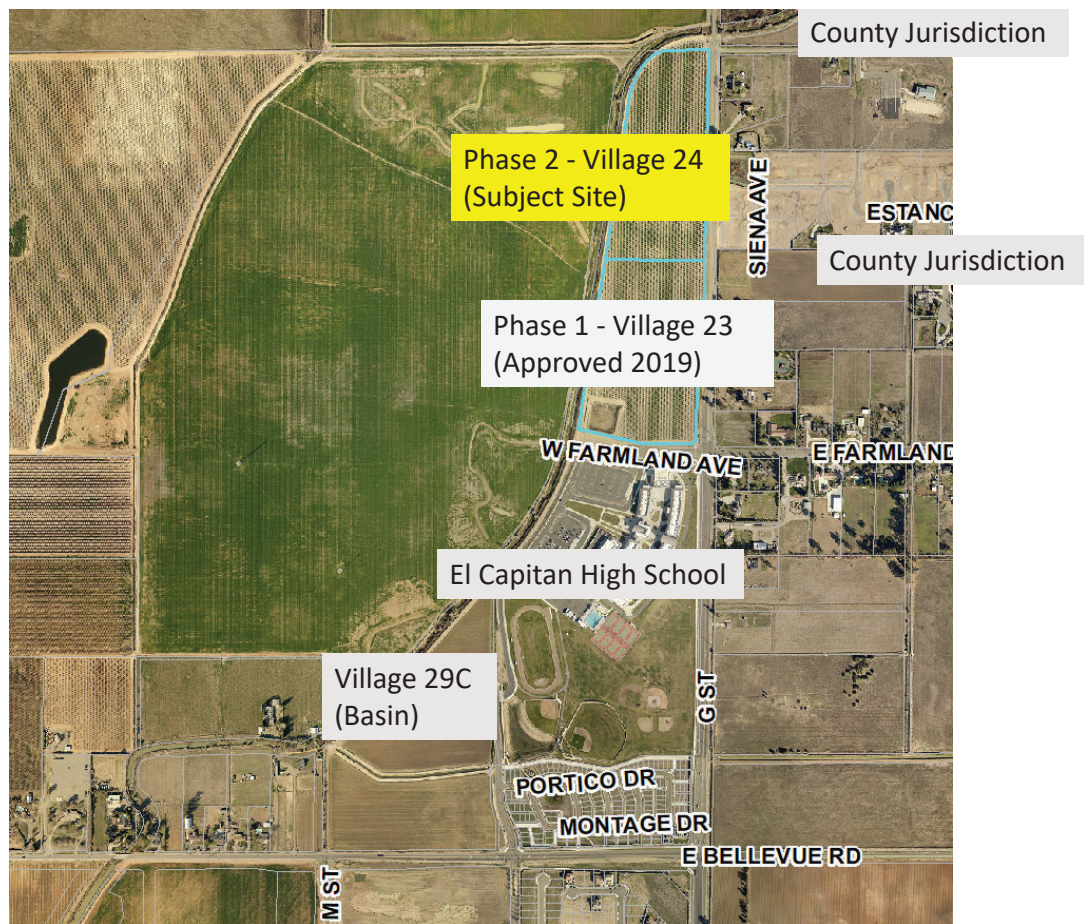 County Jurisdiction
Phase 2 - Village 24
(Subject Site)
SIENA AVE
ESTANC
County Jurisdiction
Phase 1 - Village 23
(Approved 2019)
W FARMLAND AVE
E FARMLAND
El Capitan High School
Village 29C
(Basin)
G ST
PORTICO DR
MONTAGE DR
E BELLEVUE RD
M ST